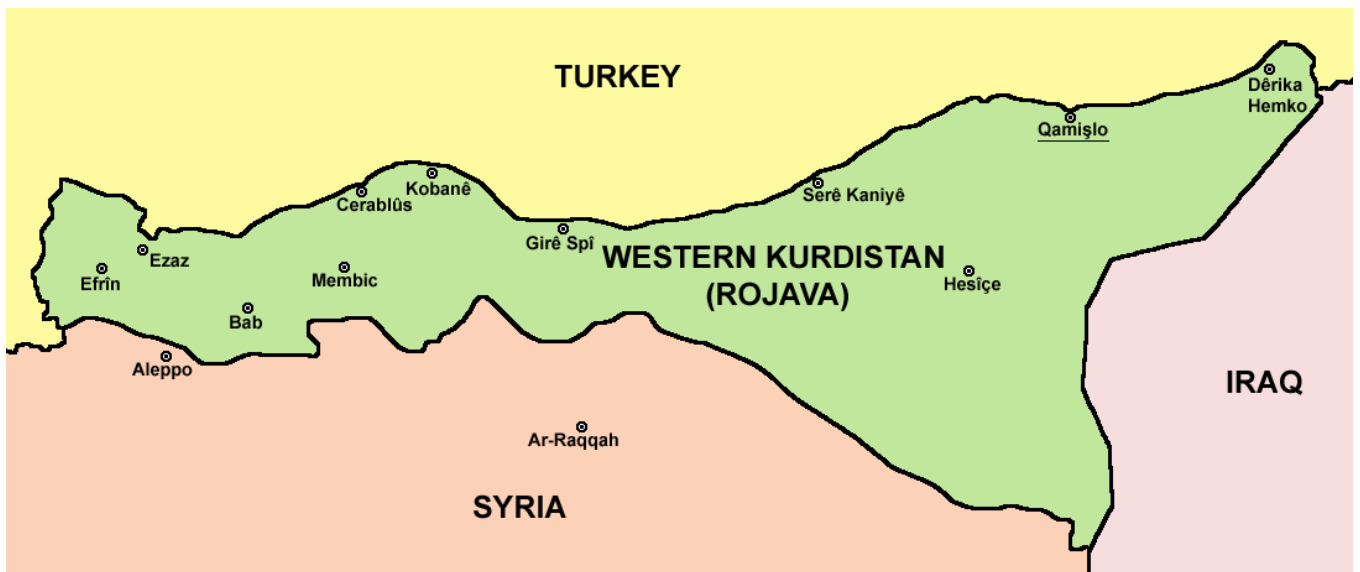 TURKEY
Dêrika
Hemko
Qamişlo
Kobanê
Cerablûs
Serê Kaniyê
Girê Spî
Ezaz
WESTERN KURDISTAN
(ROJAVA)
Efrîn
Membic
Hesîçe
Bab
Aleppo
IRAQ
Ar-Raqqah
SYRIA